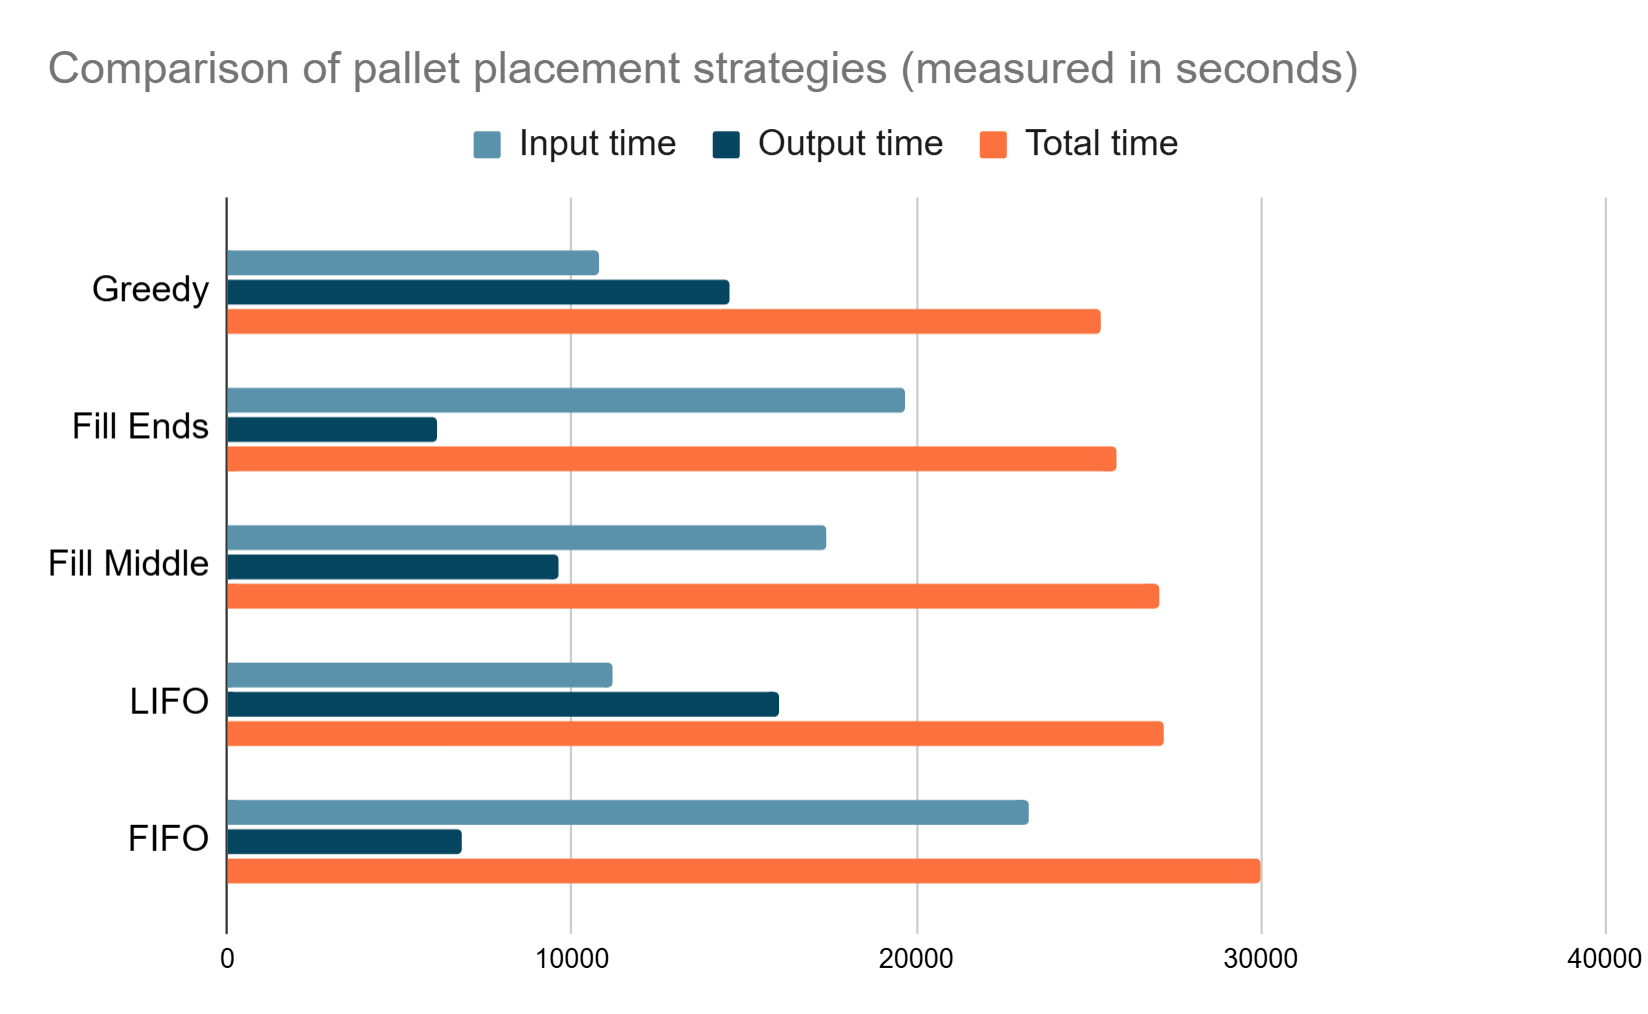 Comparison of pallet placement strategies (measured in seconds)
Input time Output time Total time
Greedy
Fill Ends
Fill Middle
LIFO
FIFO
0 10000 20000 30000 40000